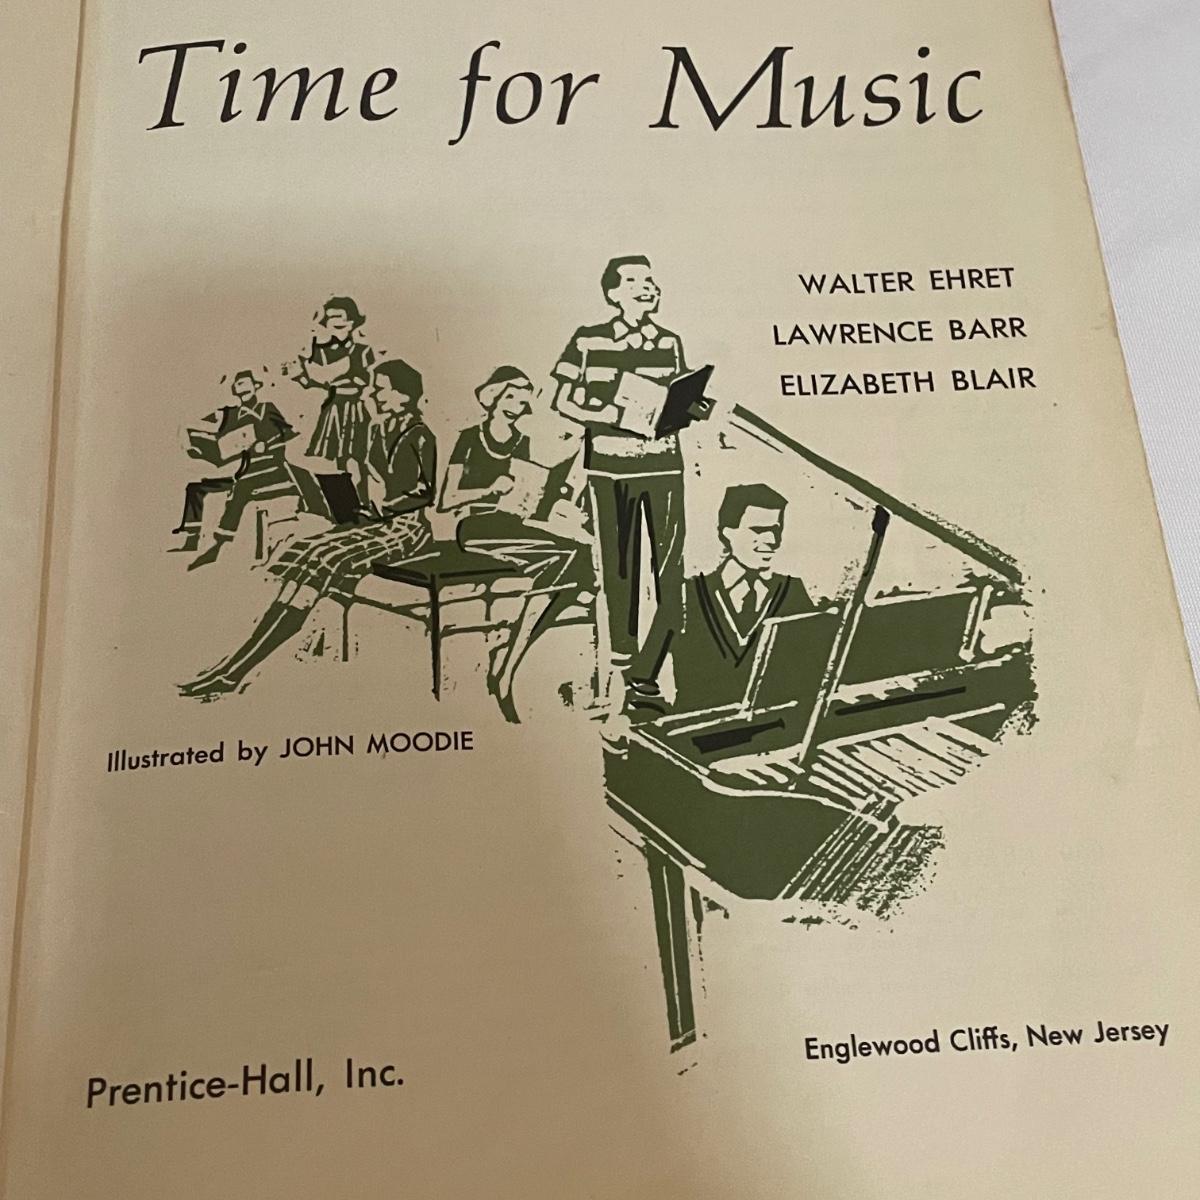 Time for Music
WALTER EHRET
LAWRENCE BARR
ELIZABETH BLAIR
Illustrated by JOHN MOODIE
Prentice-Hall, Inc.
Englewood Cliffs, New Jersey